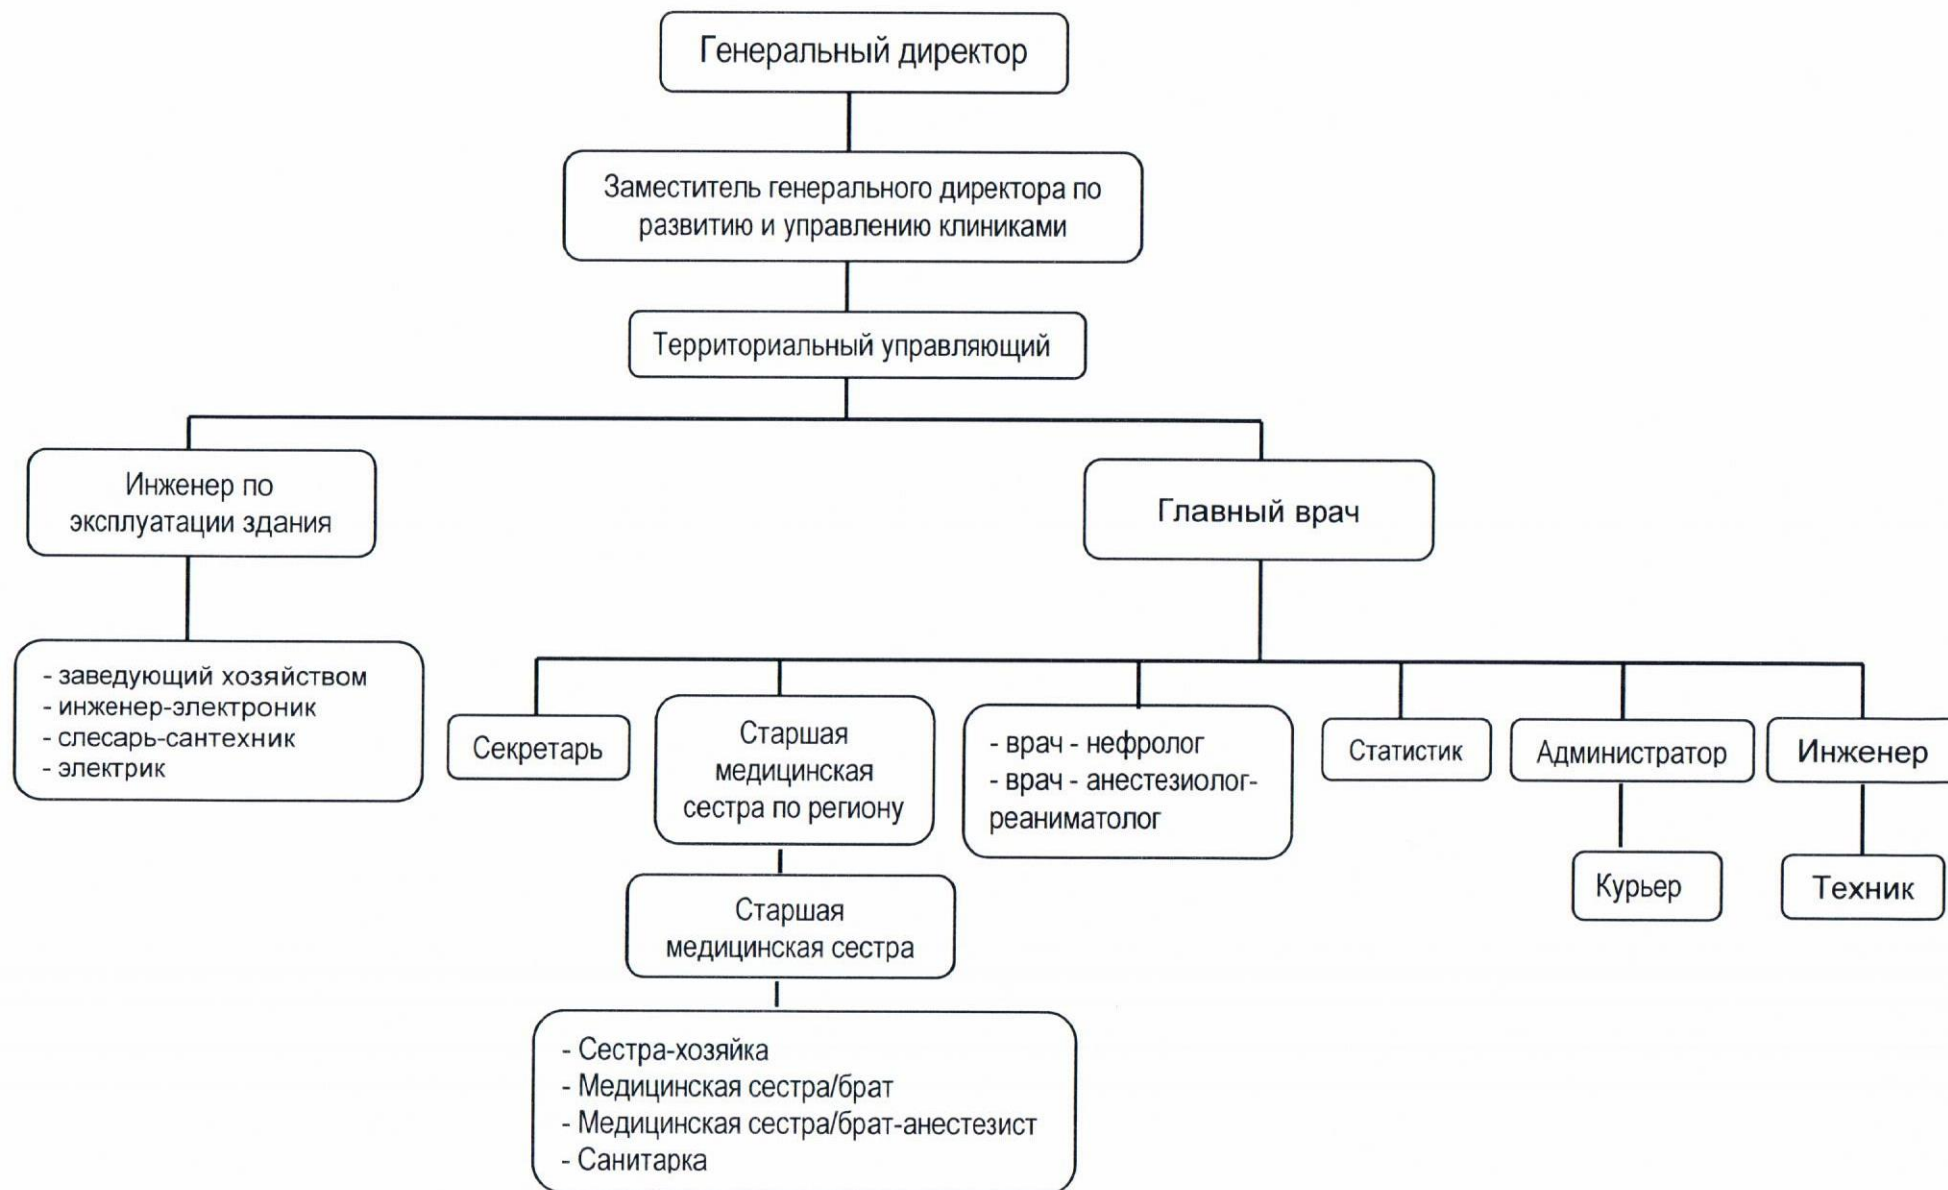 Генеральный директор
Заместитель генерального директора по
развитию и управлению клиниками
Территориальный управляющий
Инженер по
эксплуатации здания
Главный врач
- заведующий хозяйством
- инженер-электроник
- слесарь-сантехник
- электрик
Секретарь
Старшая
медицинская
сестра по региону
- врач - нефролог
- врач - анестезиолог-
реаниматолог
Статистик
Администратор
Инженер
Старшая
медицинская сестра
Курьер
Техник
- Сестра-хозяйка
- Медицинская сестра/брат
- Медицинская сестра/брат-анестезист
- Санитарка